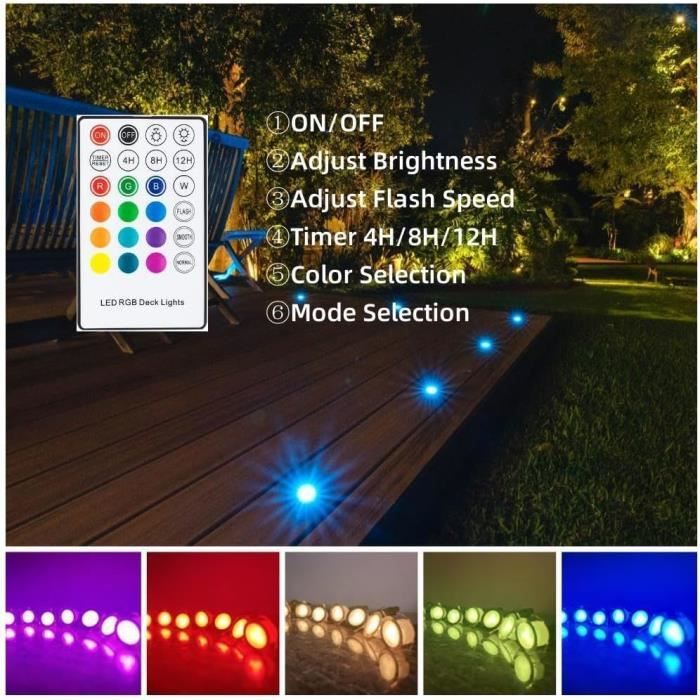 ①ON/OFF
②Adjust Brightness
③Adjust Flash Speed
④Timer 4H/8H/12H
⑤Color Selection
⑥Mode Selection
ON OFF
TIMER RESET 4H 8H 12H
R G B W
FLASH
SMOOTH
NORMAL
LED RGB Deck Lights